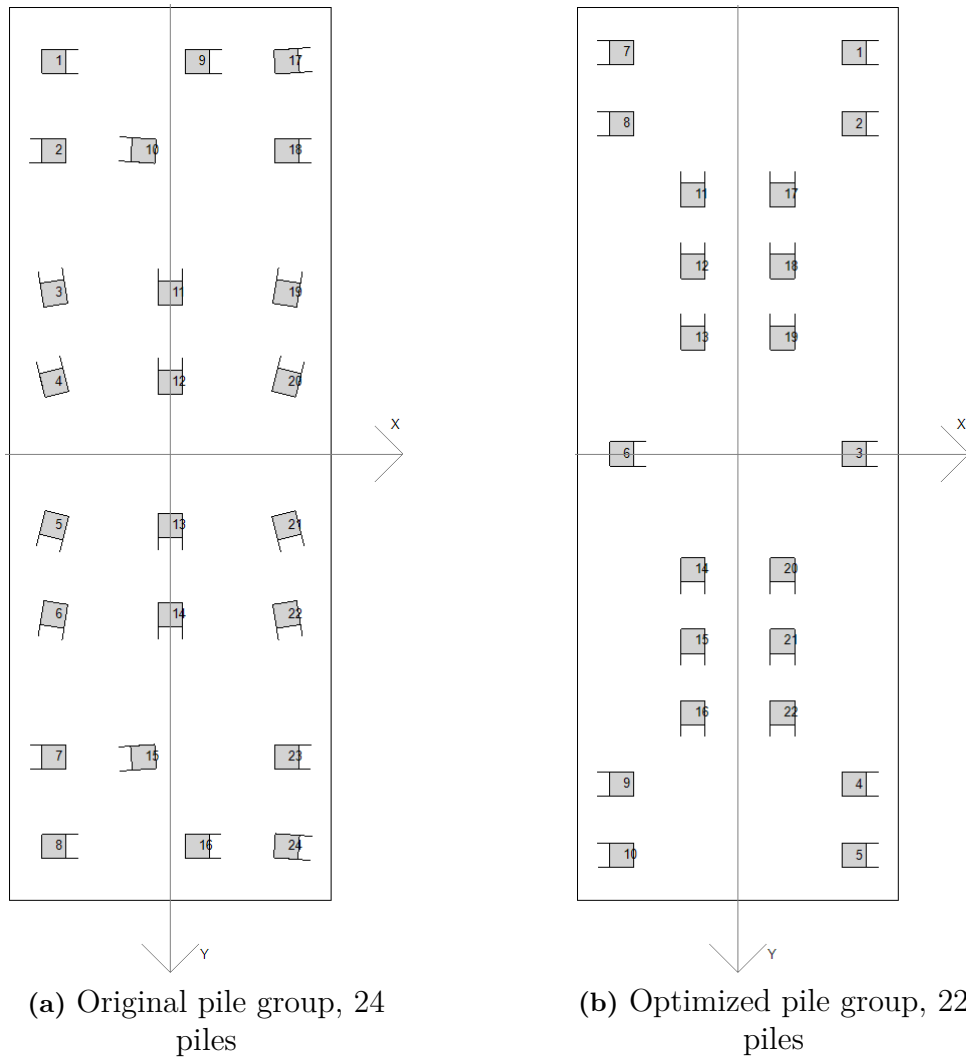 1 9 17
2 10 18
3 11 19
4 12 20
X
5 13 21
6 14 22
7 15 23
8 16 24
Y
(a) Original pile group, 24
piles
7 1
8 2
11 17
12 18
13 19
X
6 3
14 20
15 21
16 22
9 4
10 5
Y
(b) Optimized pile group, 22
piles